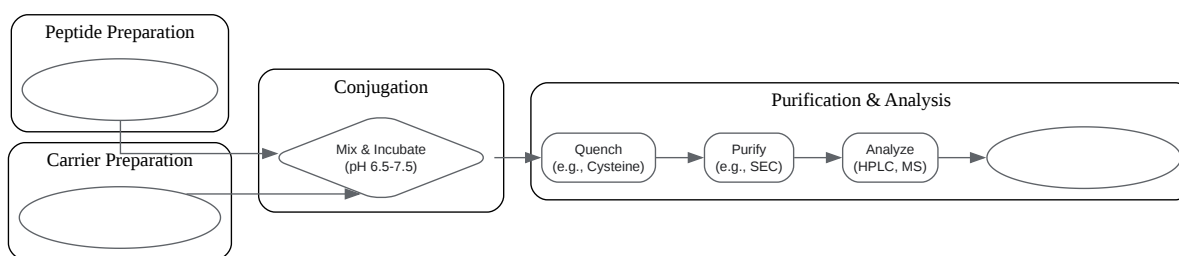 Peptide Preparation
Carrier Preparation
Conjugation
Mix & Incubate
(pH 6.5-7.5)
Purification & Analysis
Quench
(e.g., Cysteine)
Purify
(e.g., SEC)
Analyze
(HPLC, MS)